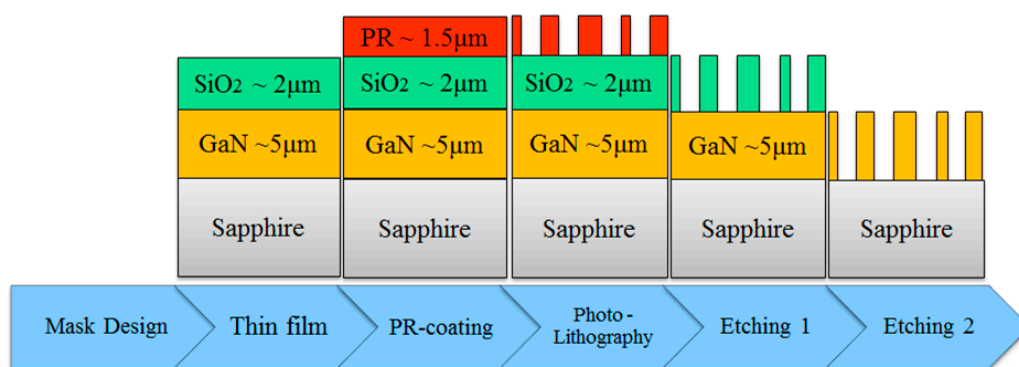 PR ~ 1.5μm
SiO2 ~ 2μm
SiO2 ~ 2μm
SiO2 ~ 2μm
GaN ~5μm
GaN ~5μm
GaN ~5μm
GaN ~5μm
Sapphire
Sapphire
Sapphire
Sapphire
Sapphire
Mask Design
Thin film
PR-coating
Photo -
Lithography
Etching 1
Etching 2